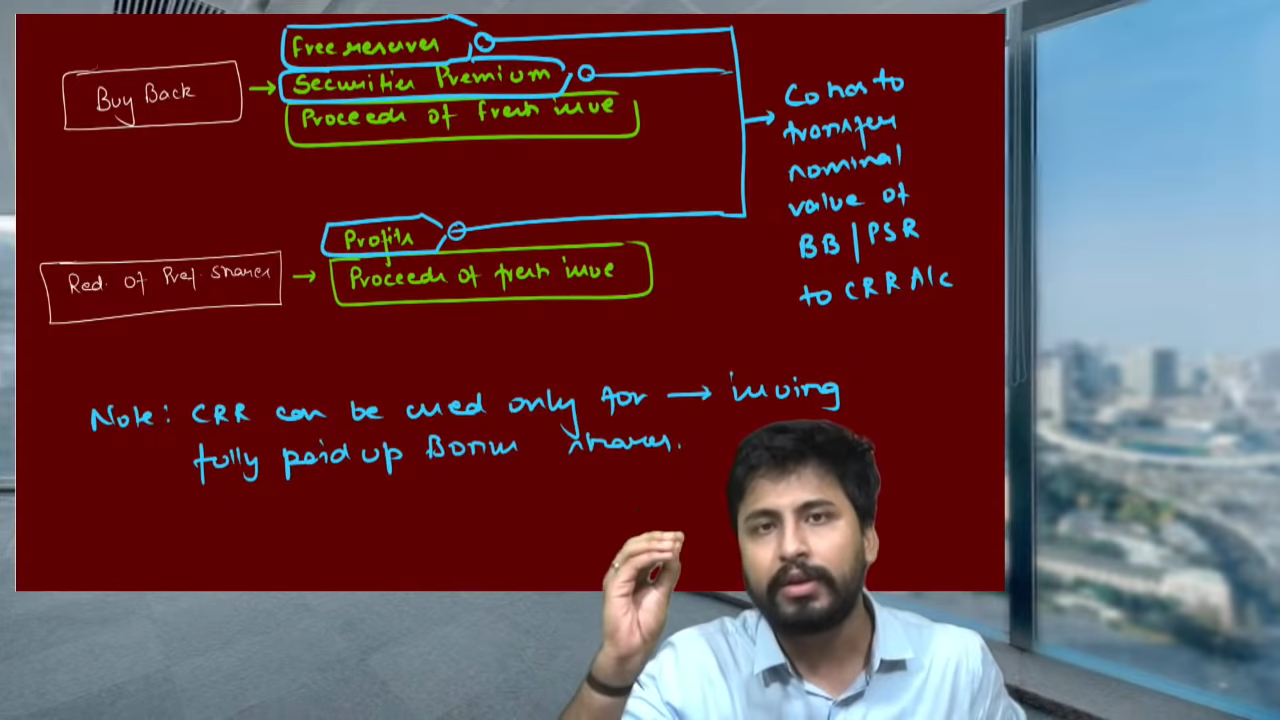 Free reserves
Buy Back → Securities Premium
Proceeds of fresh issue
Profits
Red. of Pref. shares → Proceeds of fresh issue
Co has to
transfer
nominal
value of
BB | PSR
to CRR A/c
Note: CRR can be used only for → issuing
fully paid up Bonus shares.